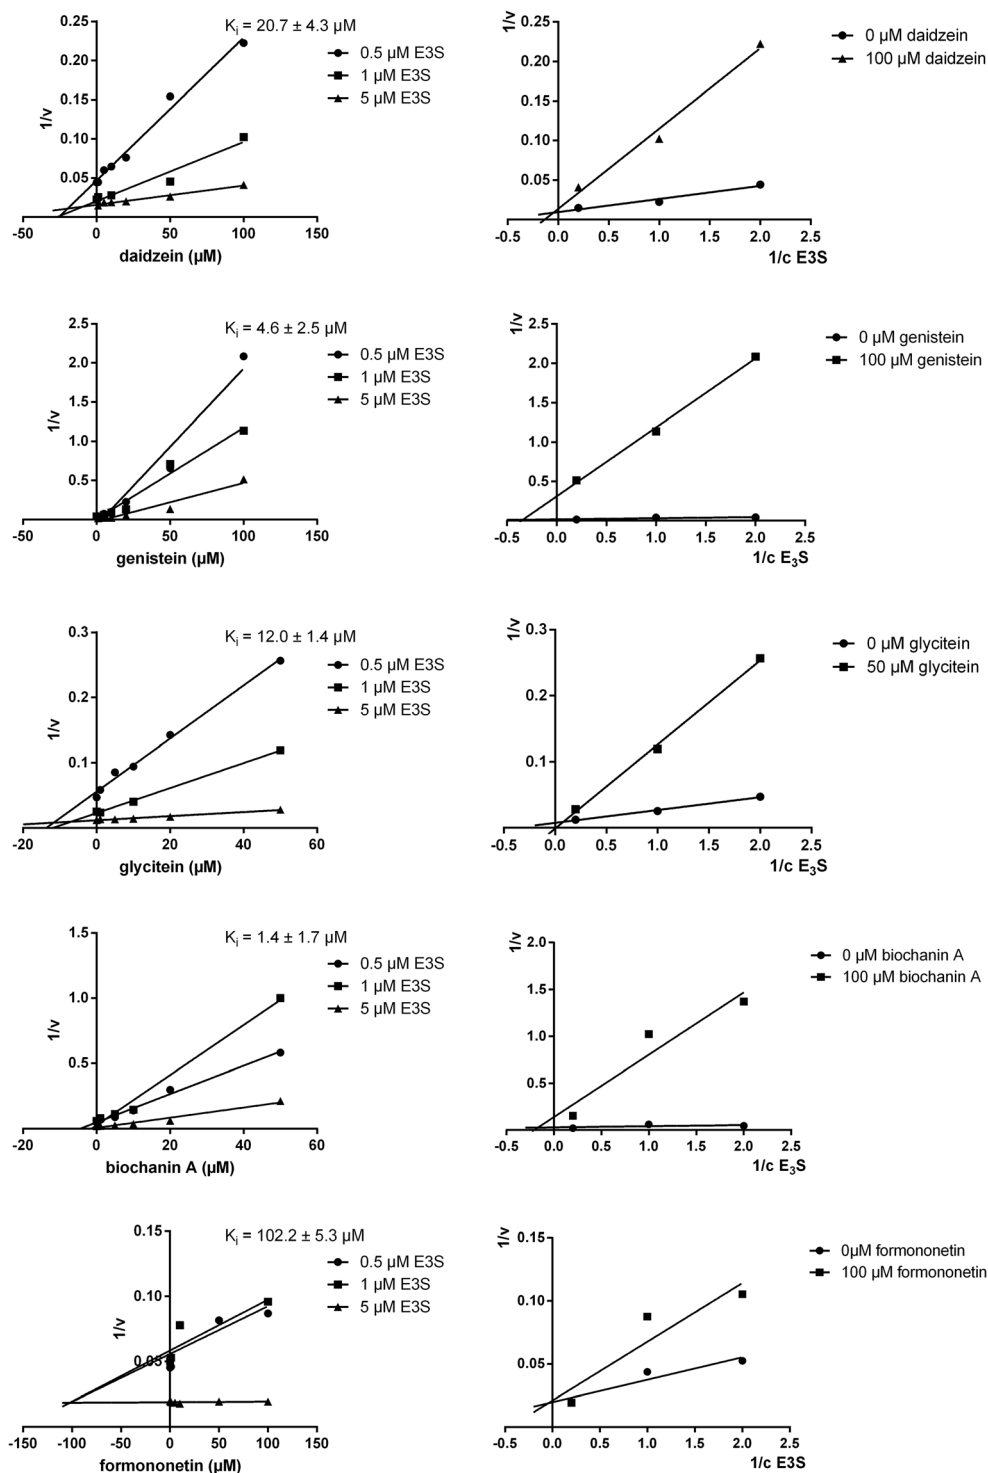 K_i = 20.7 ± 4.3 µM
0.5 µM E3S
1 µM E3S
5 µM E3S
1/v
0.25
0.20
0.15
0.10
0.05
-50 0 50 100 150
daidzein (µM)
1/v
0 µM daidzein
100 µM daidzein
0.20
0.15
0.10
0.05
-0.5 0.0 0.5 1.0 1.5 2.0 2.5
1/c E3S
K_i = 4.6 ± 2.5 µM
0.5 µM E3S
1 µM E3S
5 µM E3S
1/v
2.5
2.0
1.5
1.0
0.5
-50 0 50 100 150
genistein (µM)
1/v
0 µM genistein
100 µM genistein
2.5
2.0
1.5
1.0
0.5
-0.5 0.0 0.5 1.0 1.5 2.0 2.5
1/c E₃S
K_i = 12.0 ± 1.4 µM
0.5 µM E3S
1 µM E3S
5 µM E3S
1/v
0.3
0.2
0.1
-20 0 20 40 60
glycitein (µM)
1/v
0 µM glycitein
50 µM glycitein
0.3
0.2
0.1
-0.5 0.0 0.5 1.0 1.5 2.0 2.5
1/c E₃S
K_i = 1.4 ± 1.7 µM
0.5 µM E3S
1 µM E3S
5 µM E3S
1/v
1.5
1.0
0.5
-20 0 20 40 60
biochanin A (µM)
1/v
0 µM biochanin A
100 µM biochanin A
2.0
1.5
1.0
0.5
-0.5 0.0 0.5 1.0 1.5 2.0 2.5
1/c E₃S
K_i = 102.2 ± 5.3 µM
0.5 µM E3S
1 µM E3S
5 µM E3S
1/v
0.15
0.10
0.05
-150 -100 -50 0 50 100 150
formononetin (µM)
1/v
0µM formononetin
100 µM formononetin
0.15
0.10
0.05
-0.5 0.0 0.5 1.0 1.5 2.0 2.5
1/c E3S